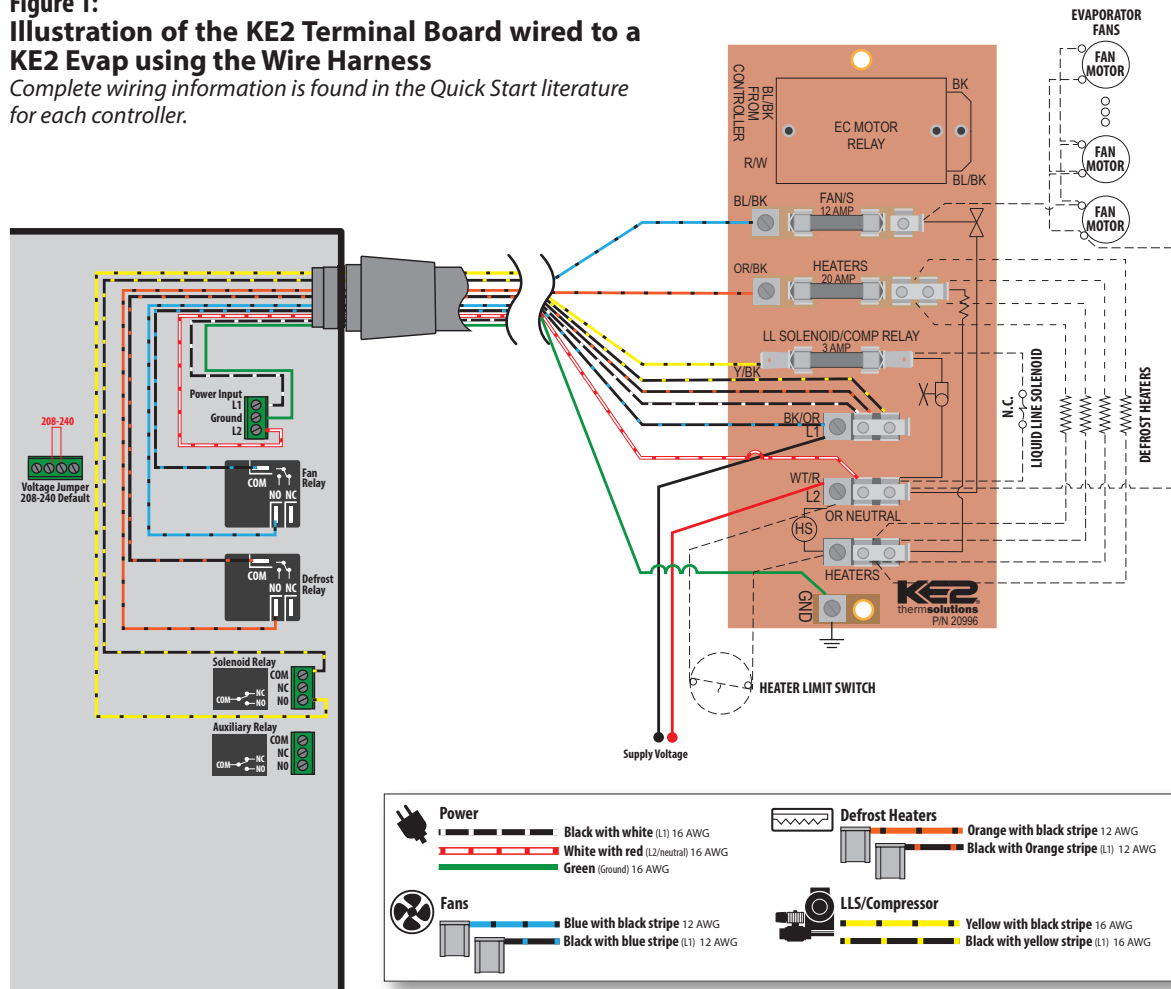 Figure 1:
Illustration of the KE2 Terminal Board wired to a
KE2 Evap using the Wire Harness
Complete wiring information is found in the Quick Start literature
for each controller.
EVAPORATOR
FANS
FAN
MOTOR
FAN
MOTOR
FAN
MOTOR
BL/BK
FROM
CONTROLLER
BK
EC MOTOR
RELAY
R/W
BL/BK
BL/BK
FAN/S
12 AMP
OR/BK
HEATERS
20 AMP
LL SOLENOID/COMP RELAY
3 AMP
Y/BK
BK/OR
L1
WT/R
L2
OR NEUTRAL
HS
HEATERS
GND
KE2
thermsolutions
P/N 20996
N.C.
LIQUID LINE SOLENOID
DEFROST HEATERS
HEATER LIMIT SWITCH
Supply Voltage
Power Input
L1
Ground
L2
208-240
Voltage Jumper
208-240 Default
Fan
Relay
COM
NO NC
Defrost
Relay
COM
NO NC
Solenoid Relay
COM
NC
NO
COM
NC
NO
Auxiliary Relay
COM
NC
NO
COM
NC
NO
Power
Black with white (L1) 16 AWG
White with red (L2/neutral) 16 AWG
Green (Ground) 16 AWG
Fans
Blue with black stripe 12 AWG
Black with blue stripe (L1) 12 AWG
Defrost Heaters
Orange with black stripe 12 AWG
Black with Orange stripe (L1) 12 AWG
LLS/Compressor
Yellow with black stripe 16 AWG
Black with yellow stripe (L1) 16 AWG